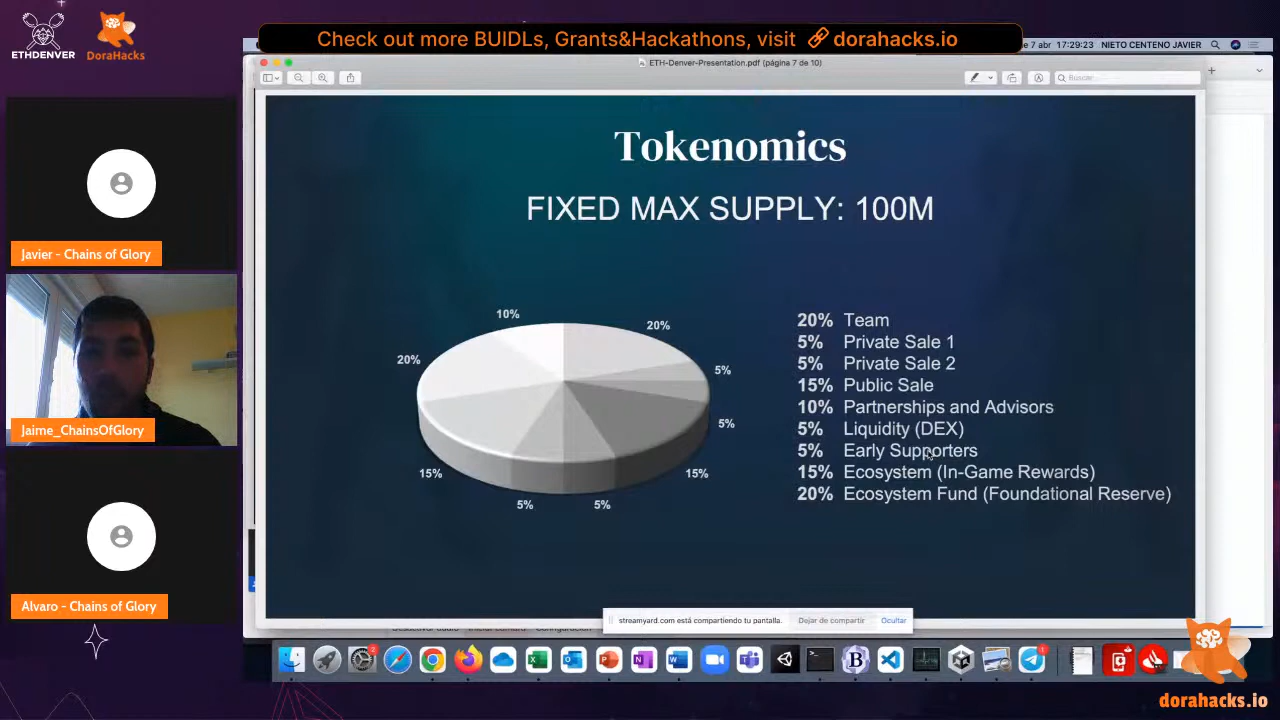 ETHDENVER
DoraHacks
Check out more BUIDLs, Grants&Hackathons, visit dorahacks.io
7 abr 17:29:23 NIETO CENTENO JAVIER
ETH-Denver-Presentation.pdf (página 7 de 10)
Buscar
Tokenomics
FIXED MAX SUPPLY: 100M
10%
20%
20%
5%
5%
15%
15%
5%
5%
20% Team
5% Private Sale 1
5% Private Sale 2
15% Public Sale
10% Partnerships and Advisors
5% Liquidity (DEX)
5% Early Supporters
15% Ecosystem (In-Game Rewards)
20% Ecosystem Fund (Foundational Reserve)
Javier - Chains of Glory
Jaime_ChainsOfGlory
Alvaro - Chains of Glory
streamyard.com está compartiendo tu pantalla.
Dejar de compartir
Ocultar
dorahacks.io